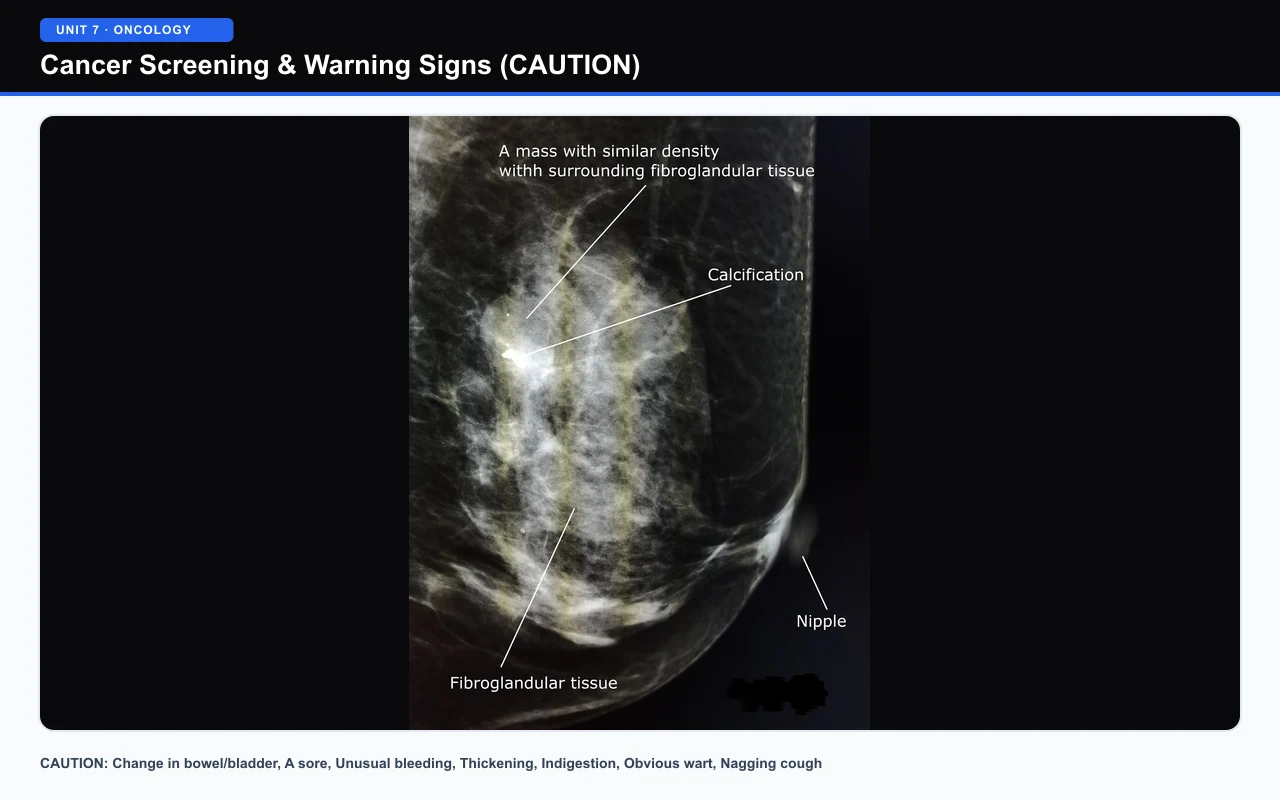 UNIT 7 · ONCOLOGY
Cancer Screening & Warning Signs (CAUTION)
A mass with similar density
withh surrounding fibroglandular tissue
Calcification
Nipple
Fibroglandular tissue
CAUTION: Change in bowel/bladder, A sore, Unusual bleeding, Thickening, Indigestion, Obvious wart, Nagging cough